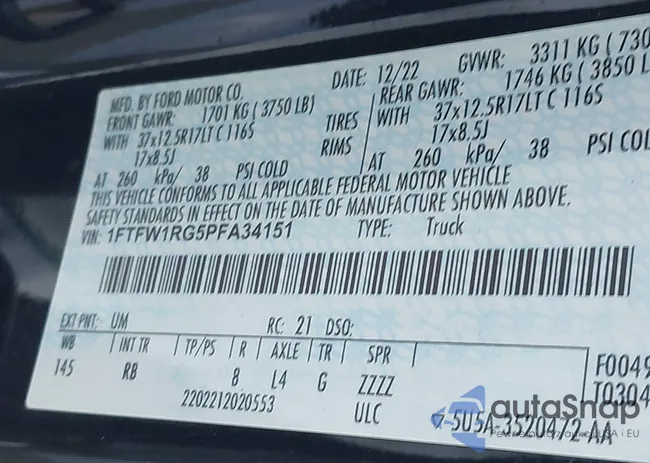 MFD. BY FORD MOTOR CO. DATE: 12/22 GVWR: 3311 KG ( 730
FRONT GAWR: 1701 KG ( 3750 LB) REAR GAWR: 1746 KG ( 3850 L
WITH 37x12.5R17LT C 116S TIRES WITH 37x12.5R17LT C 116S
17x8.5J RIMS 17x8.5J
AT 260 kPa/ 38 PSI COLD AT 260 kPa/ 38 PSI COL
THIS VEHICLE CONFORMS TO ALL APPLICABLE FEDERAL MOTOR VEHICLE
SAFETY STANDARDS IN EFFECT ON THE DATE OF MANUFACTURE SHOWN ABOVE.
VIN: 1FTFW1RG5PFA34151 TYPE: Truck
EXT PNT: UM RC: 21 DSO:
WB INT TR TP/PS R AXLE TR SPR
145 RB 8 L4 G ZZZZ
F0049
T0304
2202212020553 ULC
5U5A-3520472-AA
autoSnap